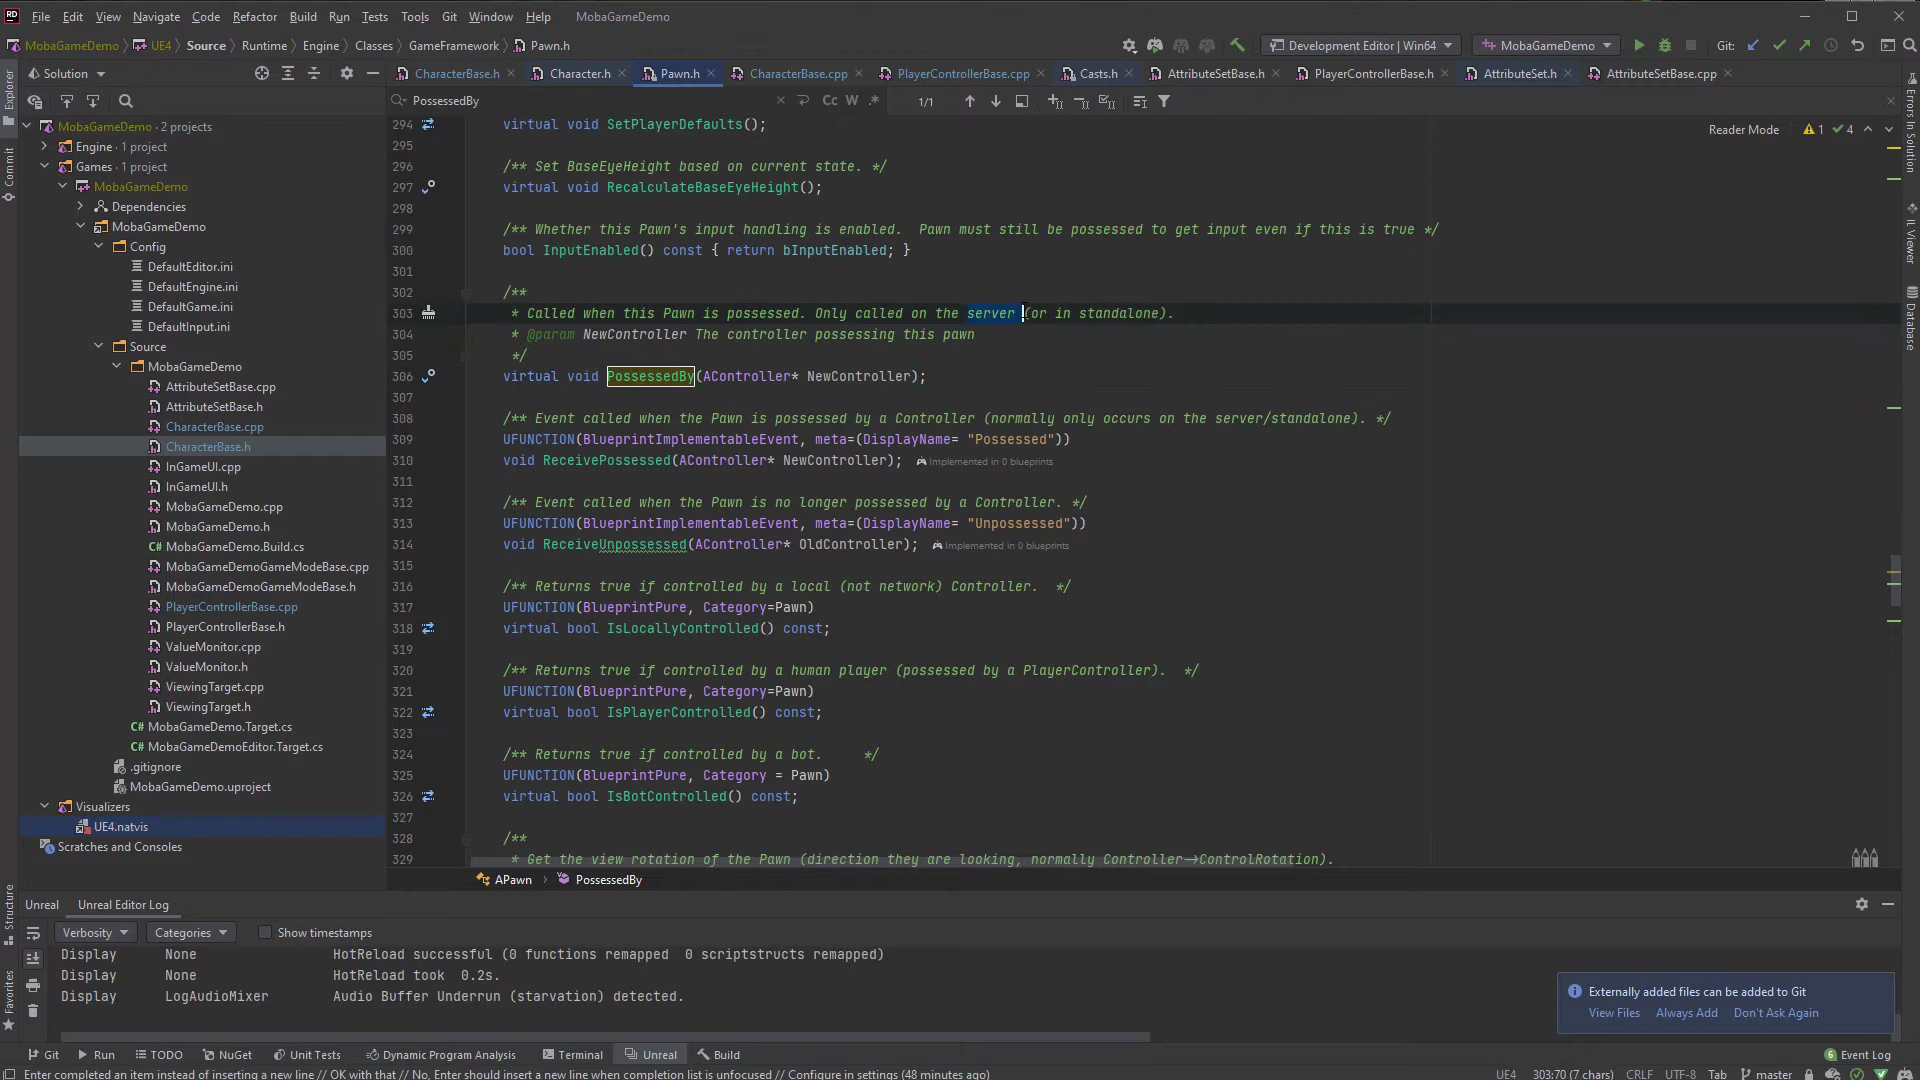 File Edit View Navigate Code Refactor Build Run Tests Tools Git Window Help MobaGameDemo
MobaGameDemo UE4 Source Runtime Engine Classes GameFramework Pawn.h Development Editor | Win64 MobaGameDemo Git:
Solution CharacterBase.h Character.h Pawn.h CharacterBase.cpp PlayerControllerBase.cpp Casts.h AttributeSetBase.h PlayerControllerBase.h AttributeSet.h AttributeSetBase.cpp
PossessedBy Cc W .* 1/1
Reader Mode 1 4
Explorer
Commit
Structure
Favorites
Errors In Solution
IL Viewer
Database
MobaGameDemo · 2 projects
Engine · 1 project
Games · 1 project
MobaGameDemo
Dependencies
MobaGameDemo
Config
DefaultEditor.ini
DefaultEngine.ini
DefaultGame.ini
DefaultInput.ini
Source
MobaGameDemo
AttributeSetBase.cpp
AttributeSetBase.h
CharacterBase.cpp
CharacterBase.h
InGameUI.cpp
InGameUI.h
MobaGameDemo.cpp
MobaGameDemo.h
C# MobaGameDemo.Build.cs
MobaGameDemoGameModeBase.cpp
MobaGameDemoGameModeBase.h
PlayerControllerBase.cpp
PlayerControllerBase.h
ValueMonitor.cpp
ValueMonitor.h
ViewingTarget.cpp
ViewingTarget.h
C# MobaGameDemo.Target.cs
C# MobaGameDemoEditor.Target.cs
.gitignore
MobaGameDemo.uproject
Visualizers
UE4.natvis
Scratches and Consoles
294 virtual void SetPlayerDefaults();
295
296 /** Set BaseEyeHeight based on current state. */
297 virtual void RecalculateBaseEyeHeight();
298
299 /** Whether this Pawn's input handling is enabled.  Pawn must still be possessed to get input even if this is true */
300 bool InputEnabled() const { return bInputEnabled; }
301
302 /**
303 * Called when this Pawn is possessed. Only called on the server (or in standalone).
304 * @param NewController The controller possessing this pawn
305 */
306 virtual void PossessedBy(AController* NewController);
307
308 /** Event called when the Pawn is possessed by a Controller (normally only occurs on the server/standalone). */
309 UFUNCTION(BlueprintImplementableEvent, meta=(DisplayName= "Possessed"))
310 void ReceivePossessed(AController* NewController); Implemented in 0 blueprints
311
312 /** Event called when the Pawn is no longer possessed by a Controller. */
313 UFUNCTION(BlueprintImplementableEvent, meta=(DisplayName= "Unpossessed"))
314 void ReceiveUnpossessed(AController* OldController); Implemented in 0 blueprints
315
316 /** Returns true if controlled by a local (not network) Controller.  */
317 UFUNCTION(BlueprintPure, Category=Pawn)
318 virtual bool IsLocallyControlled() const;
319
320 /** Returns true if controlled by a human player (possessed by a PlayerController).  */
321 UFUNCTION(BlueprintPure, Category=Pawn)
322 virtual bool IsPlayerControlled() const;
323
324 /** Returns true if controlled by a bot.     */
325 UFUNCTION(BlueprintPure, Category = Pawn)
326 virtual bool IsBotControlled() const;
327
328 /**
329 * Get the view rotation of the Pawn (direction they are looking, normally Controller->ControlRotation).
APawn PossessedBy
Unreal Unreal Editor Log
Verbosity Categories Show timestamps
Display None HotReload successful (0 functions remapped  0 scriptstructs remapped)
Display None HotReload took  0.2s.
Display LogAudioMixer Audio Buffer Underrun (starvation) detected.
Externally added files can be added to Git
View Files Always Add Don't Ask Again
Git Run TODO NuGet Unit Tests Dynamic Program Analysis Terminal Unreal Build 6 Event Log
Enter completed an item instead of inserting a new line // OK with that // No, Enter should insert a new line when completion list is unfocused // Configure in settings (48 minutes ago) UE4 303:70 (7 chars) CRLF UTF-8 Tab master